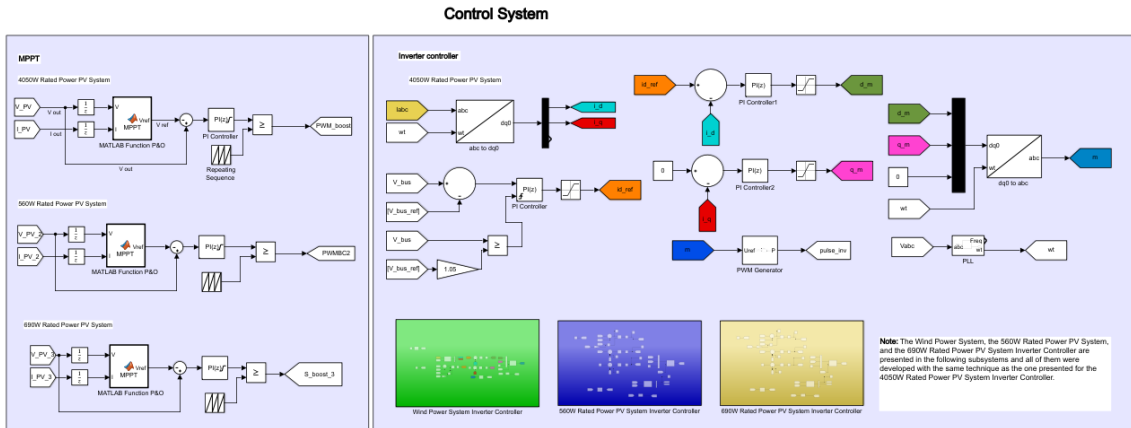 Control System
MPPT
4050W Rated Power PV System
V_PV
I_PV
V out
I out
1
z
1
z
V
I
MPPT
Vref
MATLAB Function P&O
V ref
V out
PI(z)
PI Controller
Repeating
Sequence
≥
PWM_boost
560W Rated Power PV System
V_PV_2
I_PV_2
1
z
1
z
V
I
MPPT
Vref
MATLAB Function P&O
PI(z)
≥
PWMBC2
690W Rated Power PV System
V_PV_3
I_PV_3
1
z
1
z
V
I
MPPT
Vref
MATLAB Function P&O
PI(z)
≥
S_boost_3
Inverter controller
4050W Rated Power PV System
Iabc
wt
abc
wt
dq0
abc to dq0
i_d
i_q
V_bus
[V_bus_ref]
V_bus
[V_bus_ref]
1.05
≥
PI(z)
PI Controller
id_ref
id_ref
i_d
PI(z)
PI Controller1
d_m
0
i_q
PI(z)
PI Controller2
q_m
m
Uref
P
PWM Generator
pulse_inv
d_m
q_m
0
wt
dq0
wt
abc
dq0 to abc
m
Vabc
abc
Freq
wt
PLL
wt
Wind Power System Inverter Controller
560W Rated Power PV System Inverter Controller
690W Rated Power PV System Inverter Controller
Note: The Wind Power System, the 560W Rated Power PV System,
and the 690W Rated Power PV System Inverter Controller are
presented in the following subsystems and all of them were
developed with the same technique as the one presented for the
4050W Rated Power PV System Inverter Controller.